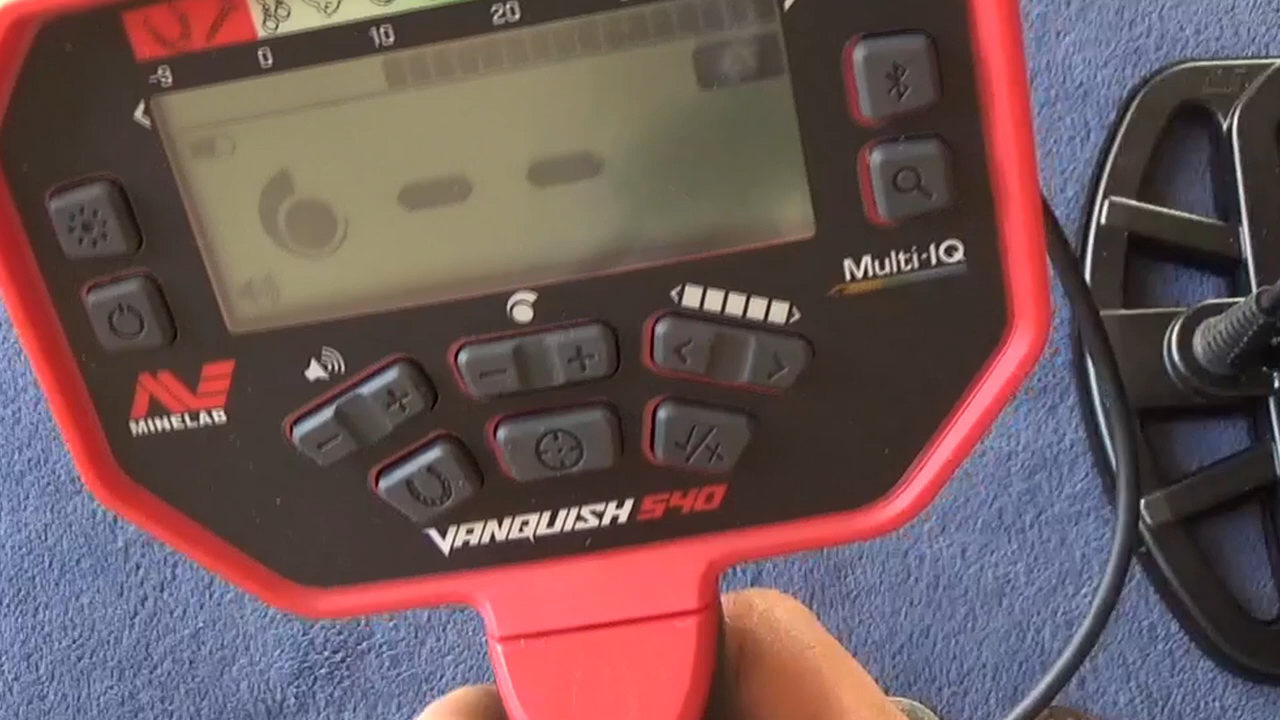 -9 0 10 20
- -
Multi-IQ
MINELAB
- +
- +
< >
VANQUISH 540